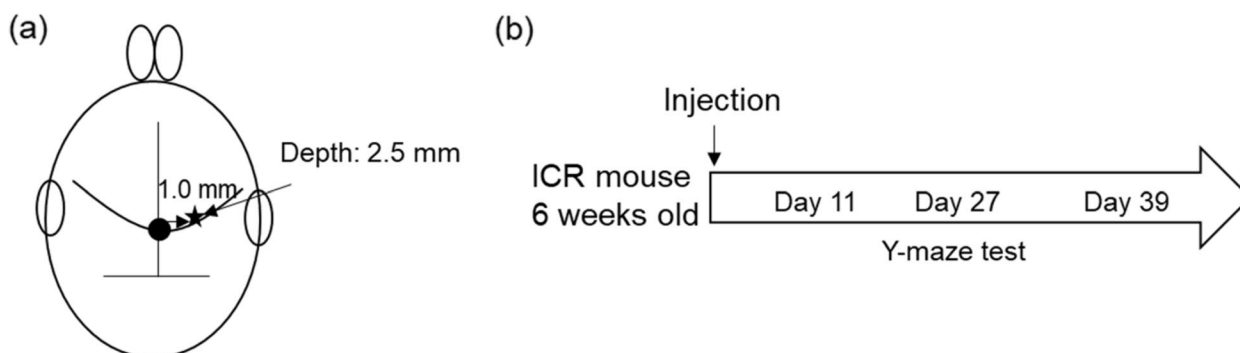 (a)
Depth: 2.5 mm
1.0 mm
(b)
Injection
ICR mouse
6 weeks old
Day 11 Day 27 Day 39
Y-maze test